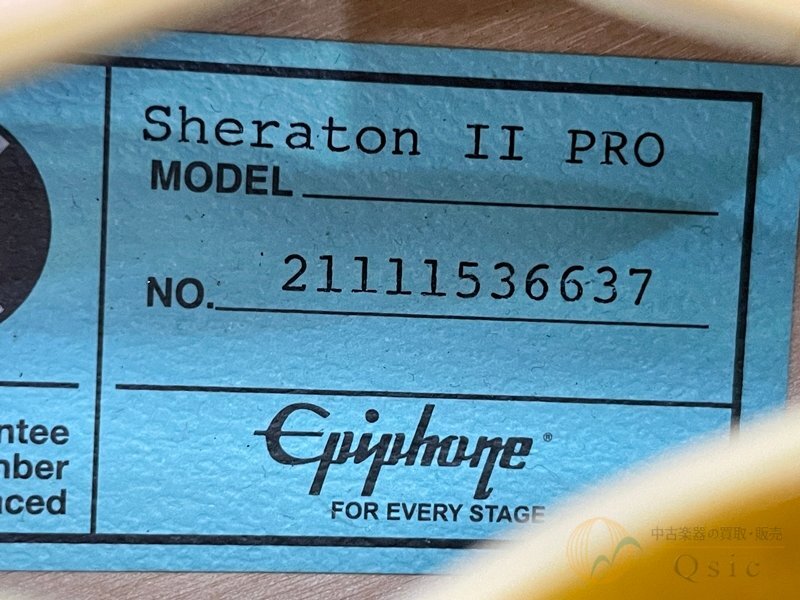 Sheraton II PRO
MODEL
21111536637
NO.
ntee
mber
aced
Epiphone®
FOR EVERY STAGE
中古楽器の買取・販売
Qsic